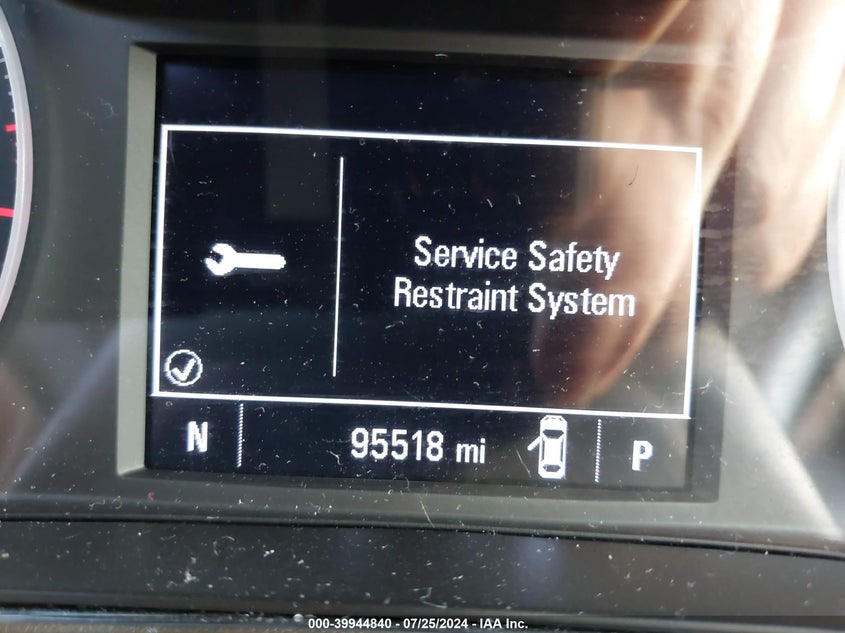 Service Safety
Restraint System
N 95518 mi P
000-39944840 / 07/25/2024 - IAA Inc.